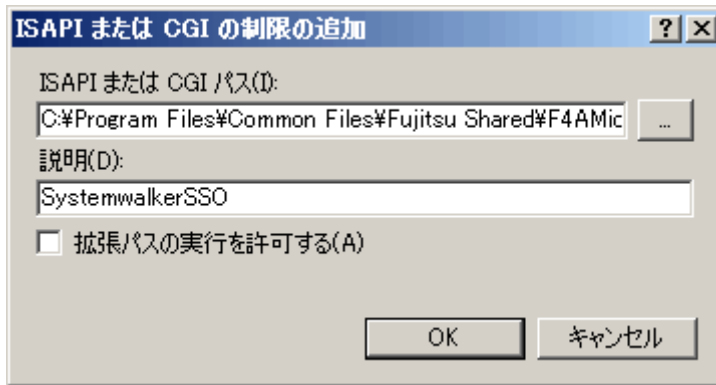 ISAPI または CGI の制限の追加
ISAPI または CGI パス(I):
C:¥Program Files¥Common Files¥Fujitsu Shared¥F4AMic
...
説明(D):
SystemwalkerSSO
拡張パスの実行を許可する(A)
OK キャンセル